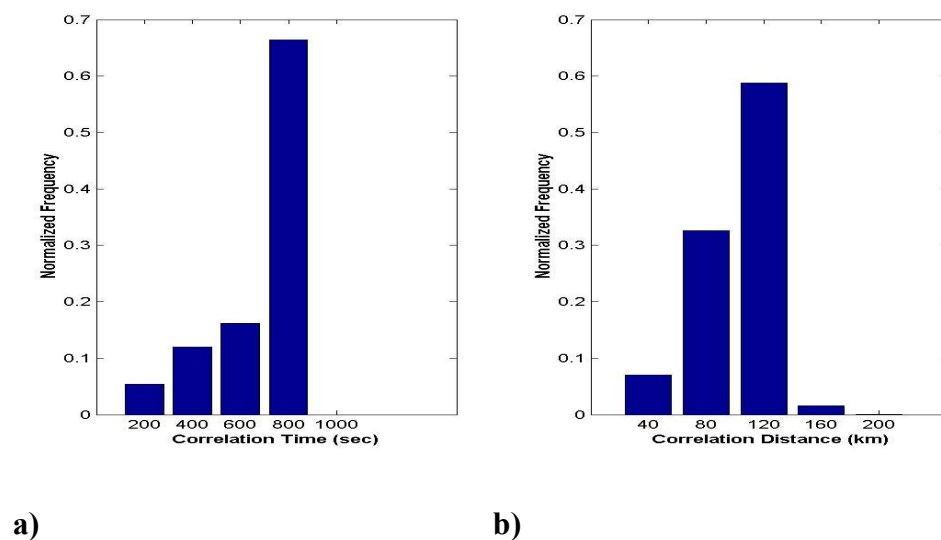 0.7
0.6
0.5
0.4
0.3
0.2
0.1
0
Normalized Frequency
200 400 600 800 1000
Correlation Time (sec)
a)
0.7
0.6
0.5
0.4
0.3
0.2
0.1
0
Normalized Frequency
40 80 120 160 200
Correlation Distance (km)
b)